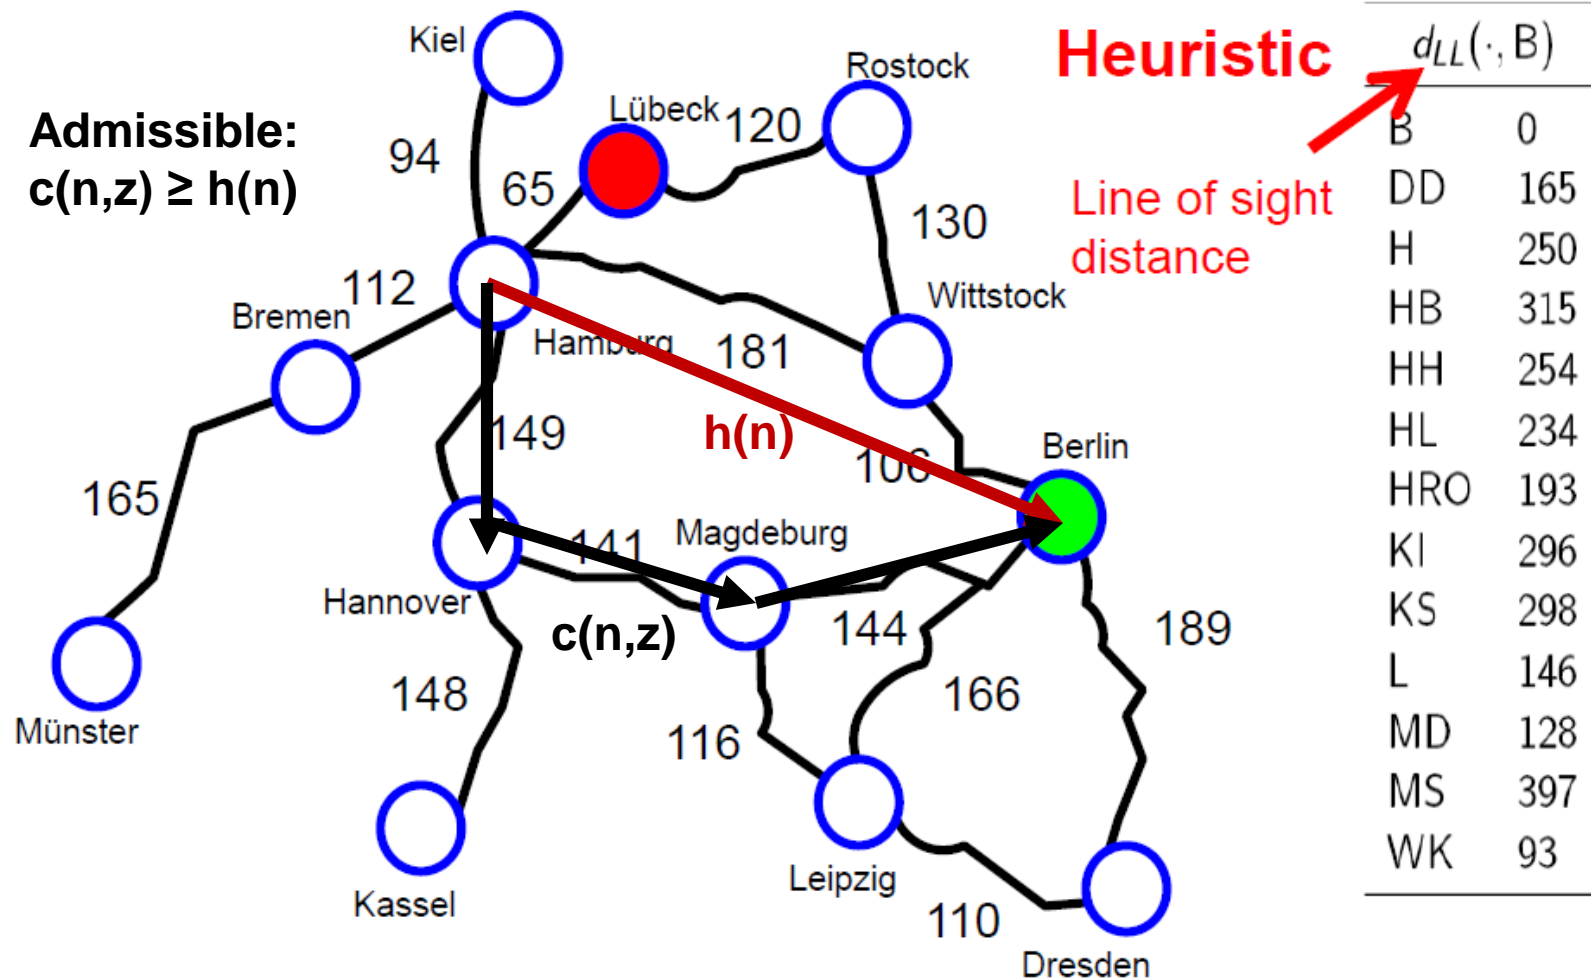 Kiel
Heuristic
d_LL(·, B)
Rostock
Lübeck
120
Admissible:
c(n,z) ≥ h(n)
94
65
B 0
DD 165
Line of sight
distance
130
H 250
112
Bremen
Wittstock
HB 315
Hamburg
181
HH 254
149
h(n)
106
Berlin
HL 234
165
HRO 193
141
Magdeburg
KI 296
Hannover
c(n,z)
144
189
KS 298
148
166
L 146
Münster
116
MD 128
MS 397
Kassel
Leipzig
WK 93
110
Dresden